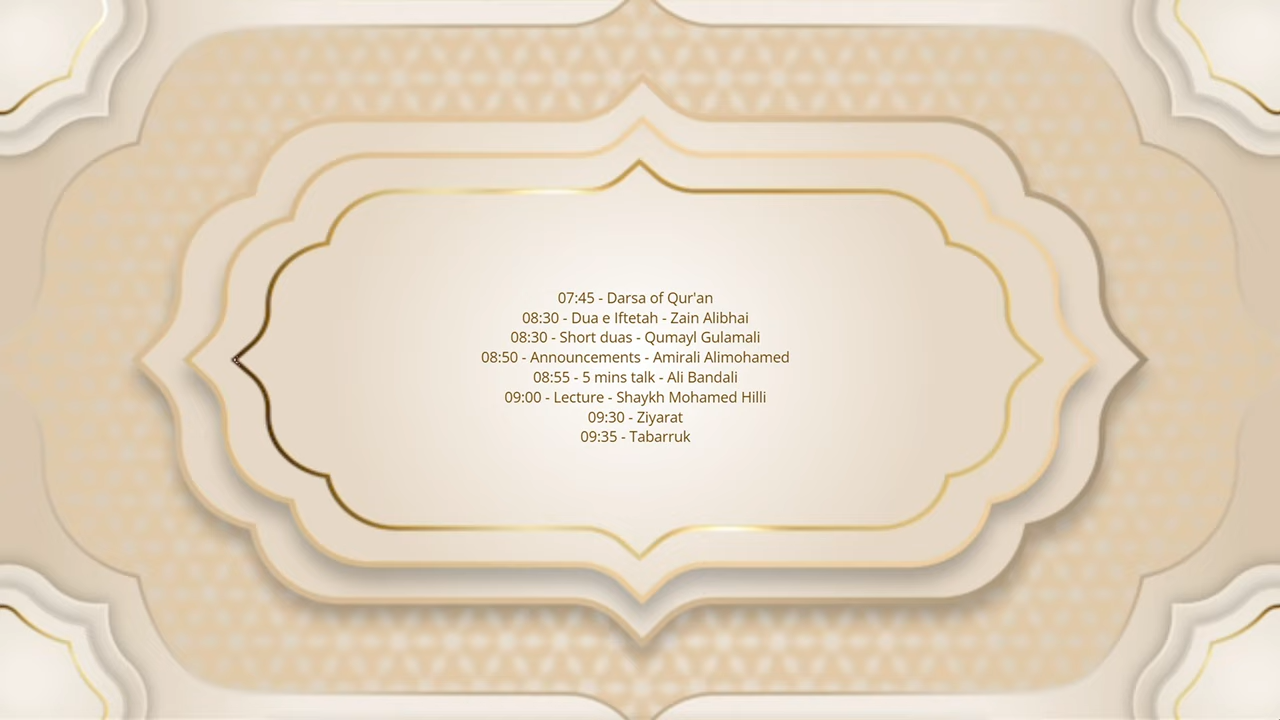 07:45 - Darsa of Qur'an
08:30 - Dua e Iftetah - Zain Alibhai
08:30 - Short duas - Qumayl Gulamali
08:50 - Announcements - Amirali Alimohamed
08:55 - 5 mins talk - Ali Bandali
09:00 - Lecture - Shaykh Mohamed Hilli
09:30 - Ziyarat
09:35 - Tabarruk